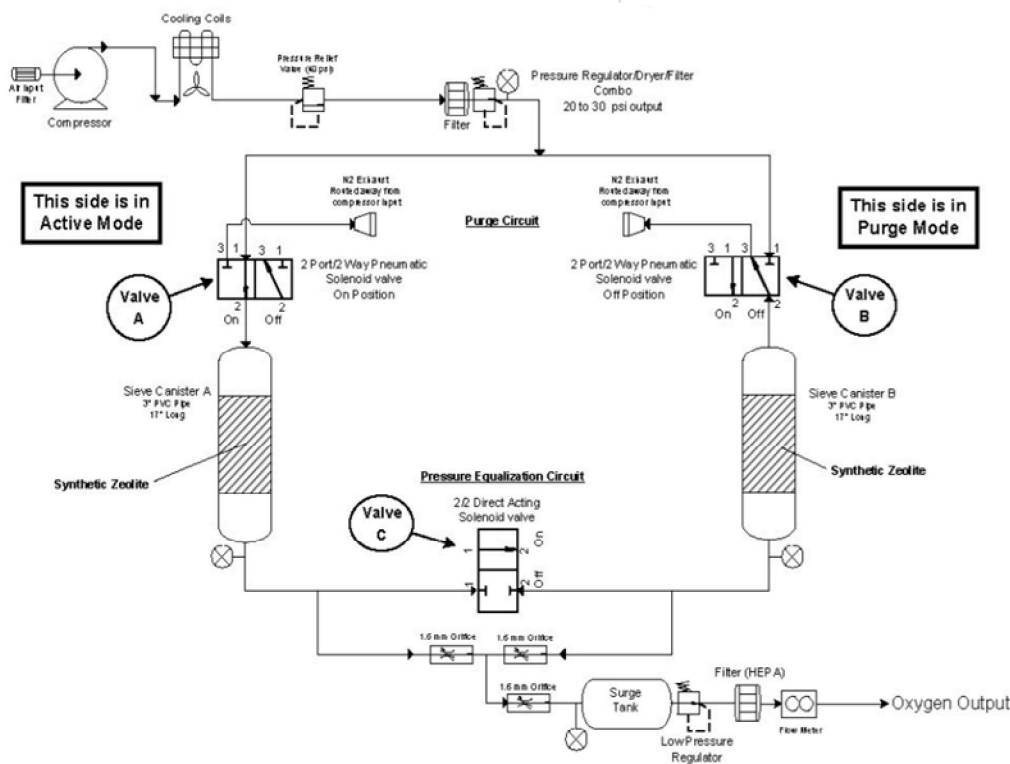 Cooling Coils
Air Input
Filter
Compressor
Pressure Relief
Valve (40 psi)
Filter
Pressure Regulator/Dryer/Filter
Combo
20 to 30 psi output
This side is in
Active Mode
N2 Exhaust
Routed away from
compressor input
Purge Circuit
N2 Exhaust
Routed away from
compressor input
This side is in
Purge Mode
3 1 3 1
2 Port/2 Way Pneumatic
Solenoid valve
On Position
2 Port/2 Way Pneumatic
Solenoid valve
Off Position
3 1 3 1
Valve
A
2 2
On Off
2 2
On Off
Valve
B
Sieve Canister A
3" PVC Pipe
17" Long
Sieve Canister B
3" PVC Pipe
17" Long
Synthetic Zeolite
Synthetic Zeolite
Pressure Equalization Circuit
2/2 Direct Acting
Solenoid valve
Valve
C
1 2 On
1 2 Off
1.6 mm Orifice
1.6 mm Orifice
1.6 mm Orifice
Surge
Tank
Filter (HEPA)
Oxygen Output
Flow Meter
Low Pressure
Regulator